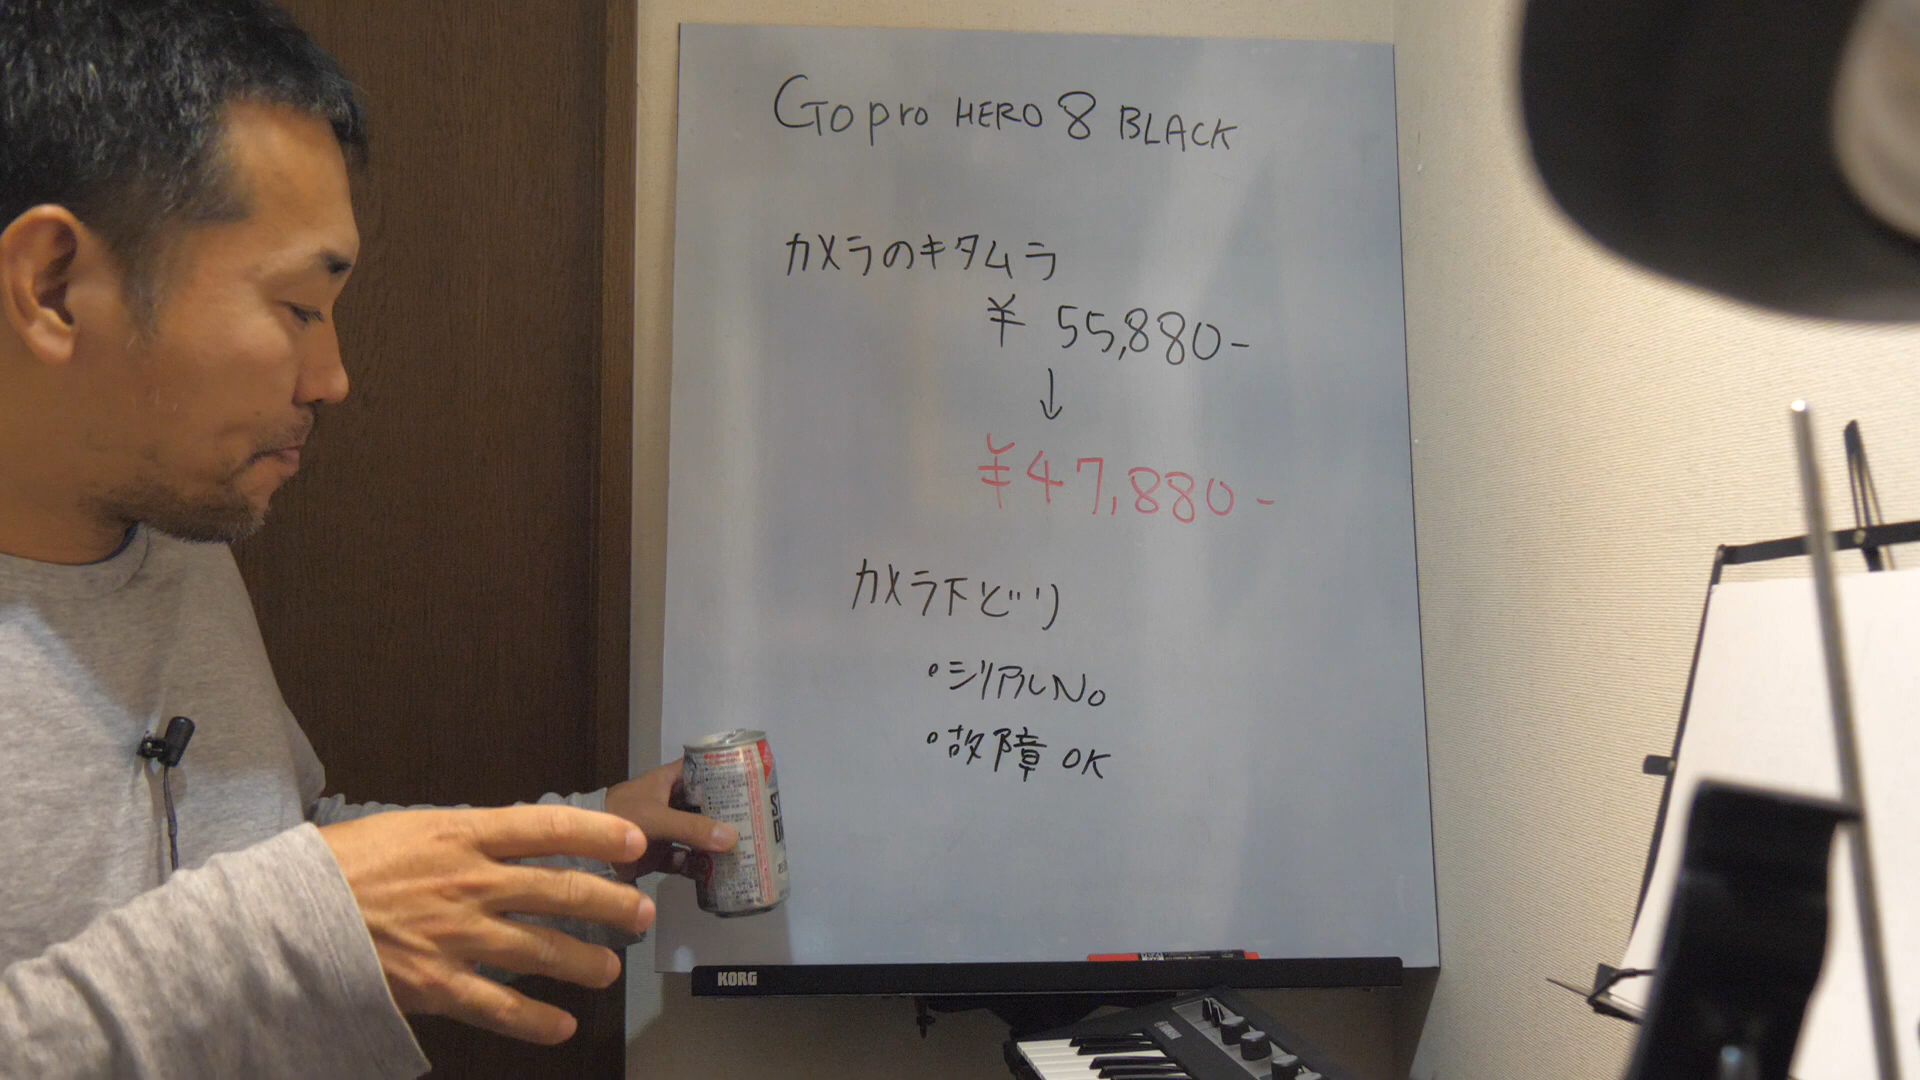 Gopro HERO 8 BLACK
カメラのキタムラ
¥ 55,880-
↓
¥47,880-
カメラ下どり
・シリアルNo
・故障 OK
KORG